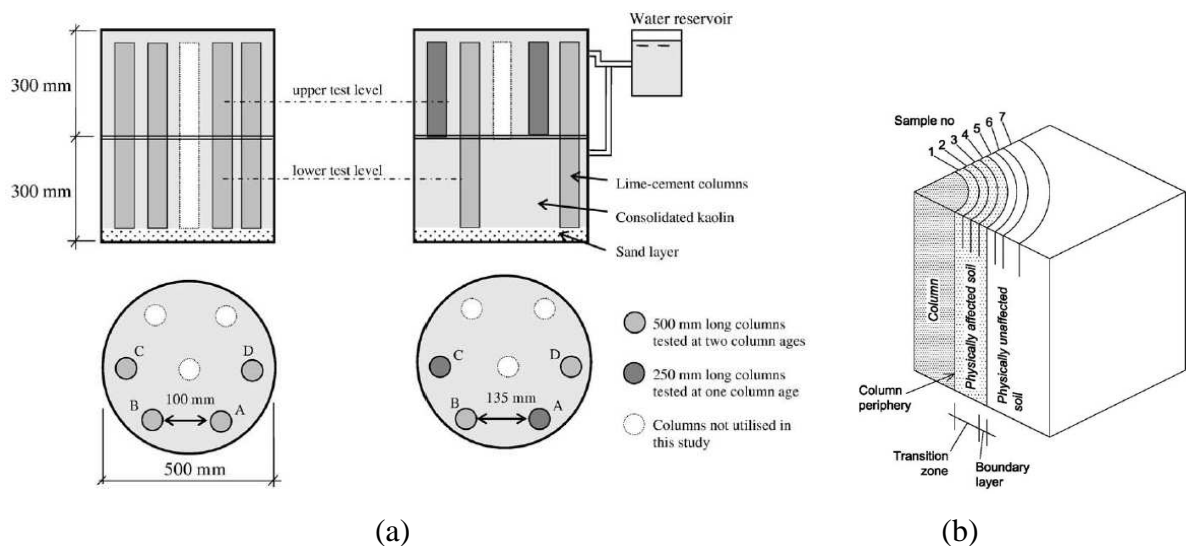 Water reservoir
300 mm
upper test level
300 mm
lower test level
Lime-cement columns
Consolidated kaolin
Sand layer
C
D
B
A
100 mm
500 mm
C
D
B
A
135 mm
500 mm long columns
tested at two column ages
250 mm long columns
tested at one column age
Columns not utilised in
this study
(a)
Sample no
1
2
3
4
5
6
7
Column
Physically affected soil
Physically unaffected
soil
Column
periphery
Transition
zone
Boundary
layer
(b)